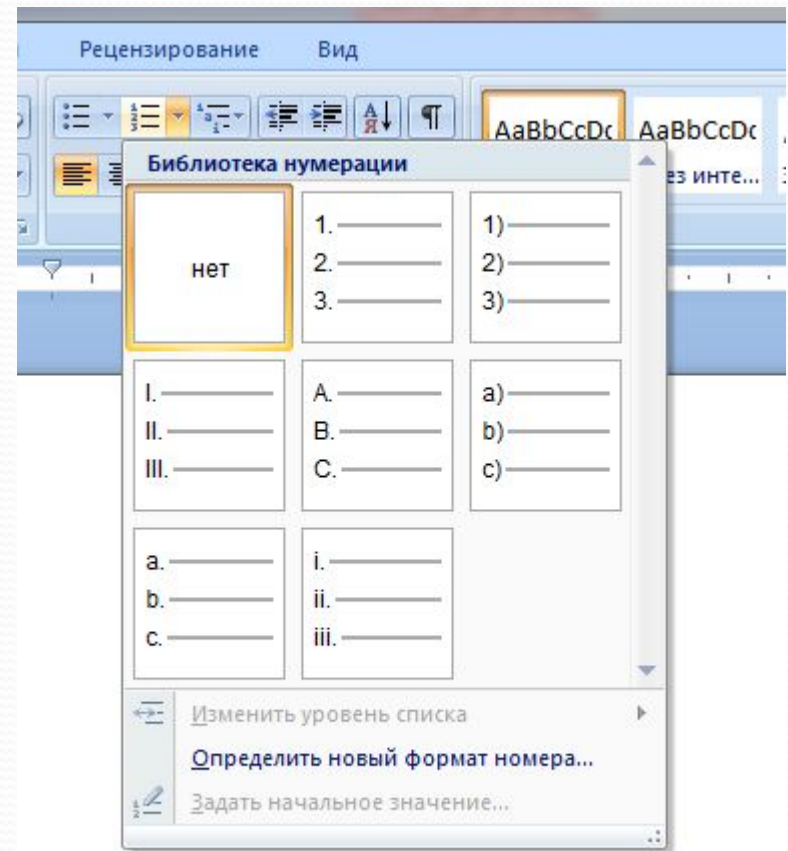 Рецензирование Вид
AaBbCcDc AaBbCcDc
ез инте...
Библиотека нумерации
нет
1.
2.
3.
1)
2)
3)
I.
II.
III.
A.
B.
C.
a)
b)
c)
a.
b.
c.
i.
ii.
iii.
Изменить уровень списка
Определить новый формат номера...
Задать начальное значение...